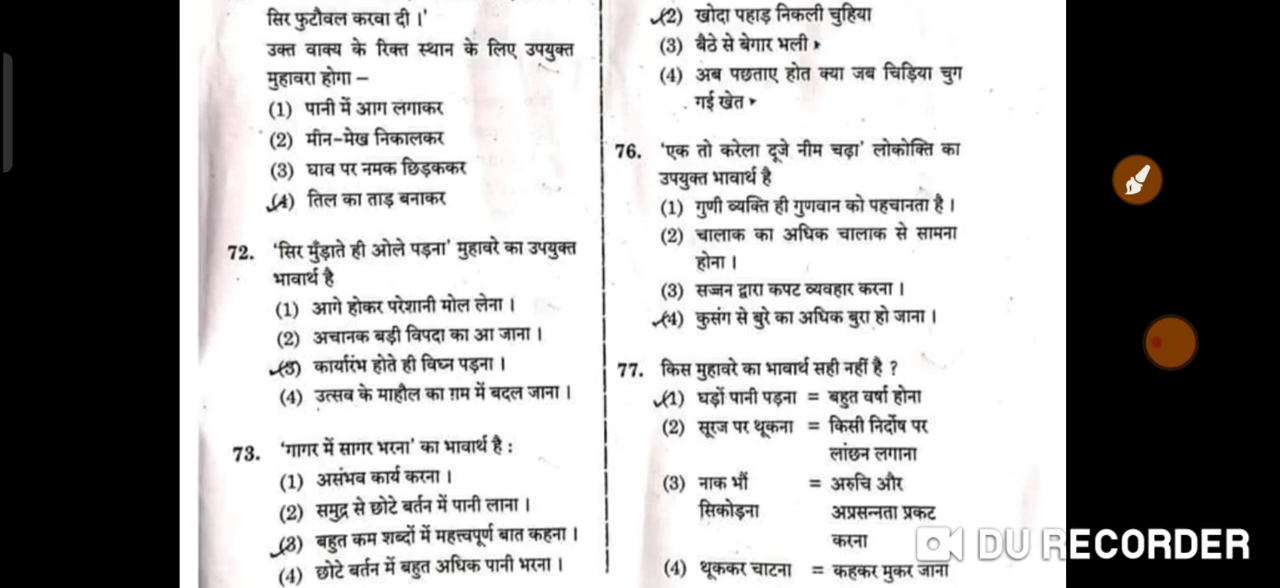 सिर फुटौवल करवा दी ।'
उक्त वाक्य के रिक्त स्थान के लिए उपयुक्त
मुहावरा होगा –
(1) पानी में आग लगाकर
(2) मीन-मेख निकालकर
(3) घाव पर नमक छिड़ककर
(4) तिल का ताड़ बनाकर
72. 'सिर मुँड़ाते ही ओले पड़ना' मुहावरे का उपयुक्त
भावार्थ है
(1) आगे होकर परेशानी मोल लेना ।
(2) अचानक बड़ी विपदा का आ जाना ।
(3) कार्यारंभ होते ही विघ्न पड़ना ।
(4) उत्सव के माहौल का ग़म में बदल जाना ।
73. 'गागर में सागर भरना' का भावार्थ है :
(1) असंभव कार्य करना ।
(2) समुद्र से छोटे बर्तन में पानी लाना ।
(3) बहुत कम शब्दों में महत्त्वपूर्ण बात कहना ।
(4) छोटे बर्तन में बहुत अधिक पानी भरना ।
(2) खोदा पहाड़ निकली चुहिया
(3) बैठे से बेगार भली
(4) अब पछताए होत क्या जब चिड़िया चुग
गई खेत
76. 'एक तो करेला दूजे नीम चढ़ा' लोकोक्ति का
उपयुक्त भावार्थ है
(1) गुणी व्यक्ति ही गुणवान को पहचानता है ।
(2) चालाक का अधिक चालाक से सामना
होना ।
(3) सज्जन द्वारा कपट व्यवहार करना ।
(4) कुसंग से बुरे का अधिक बुरा हो जाना ।
77. किस मुहावरे का भावार्थ सही नहीं है ?
(1) घड़ों पानी पड़ना = बहुत वर्षा होना
(2) सूरज पर थूकना = किसी निर्दोष पर
लांछन लगाना
(3) नाक भौं = अरुचि और
सिकोड़ना अप्रसन्नता प्रकट
करना
(4) थूककर चाटना = कहकर मुकर जाना
DU RECORDER